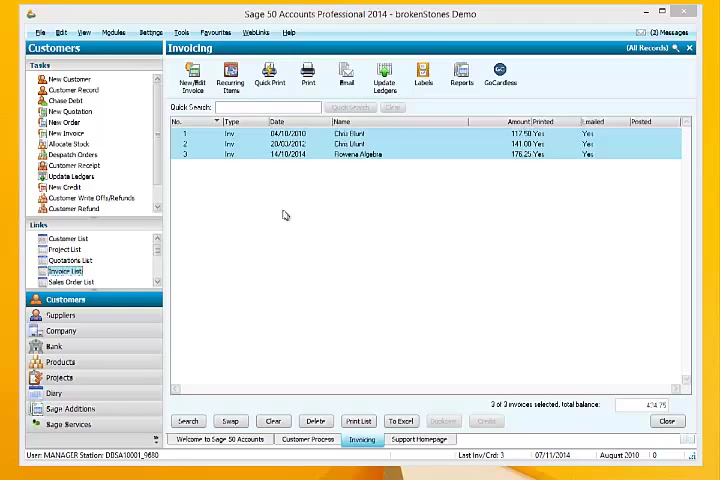 Sage 50 Accounts Professional 2014 - brokenStones Demo
File Edit View Modules Settings Tools Favourites WebLinks Help (2) Messages
Customers Invoicing (All Records)
Tasks
New Customer
Customer Record
Chase Debt
New Quotation
New Order
New Invoice
Allocate Stock
Despatch Orders
Customer Receipt
Update Ledgers
New Credit
Customer Write Offs/Refunds
Customer Refund
Links
Customer List
Project List
Quotations List
Invoice List
Sales Order List
Customers
Suppliers
Company
Bank
Products
Projects
Diary
Sage Additions
Sage Services
New/Edit Invoice Recurring Items Quick Print Print Email Update Ledgers Labels Reports GoCardless
Quick Search: Quick Search Clear
No. Type Date Name Amount Printed Emailed Posted
1 Inv 04/10/2010 Chris Blunt 117.50 Yes Yes
2 Inv 20/03/2012 Chris Blunt 141.00 Yes Yes
3 Inv 14/10/2014 Rowena Algebra 176.25 Yes Yes
3 of 3 invoices selected, total balance: 434.75
Search Swap Clear Delete Print List To Excel Duplicate Credits Close
Welcome to Sage 50 Accounts Customer Process Invoicing Support Homepage
User: MANAGER Station: DBSA10001_9680 Last Inv/Crd: 3 07/11/2014 August 2010 0